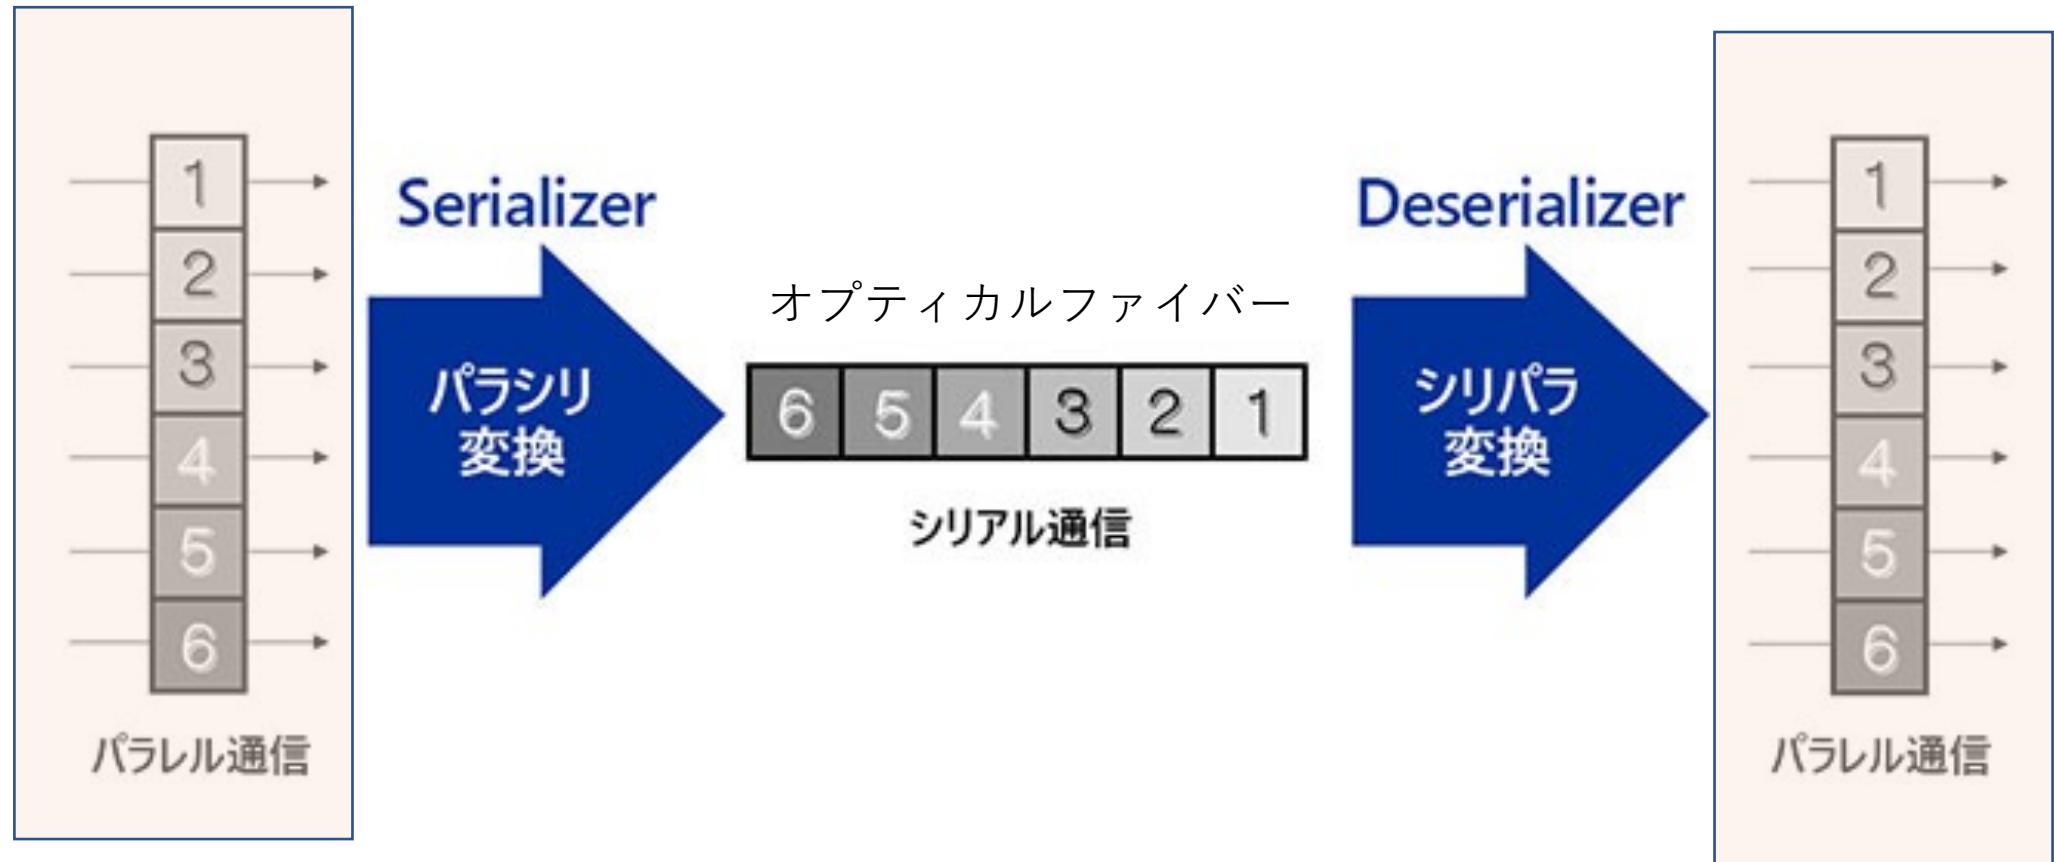 1
2
3
4
5
6
パラレル通信
Serializer
パラシリ
変換
オプティカルファイバー
6 5 4 3 2 1
シリアル通信
Deserializer
シリパラ
変換
1
2
3
4
5
6
パラレル通信